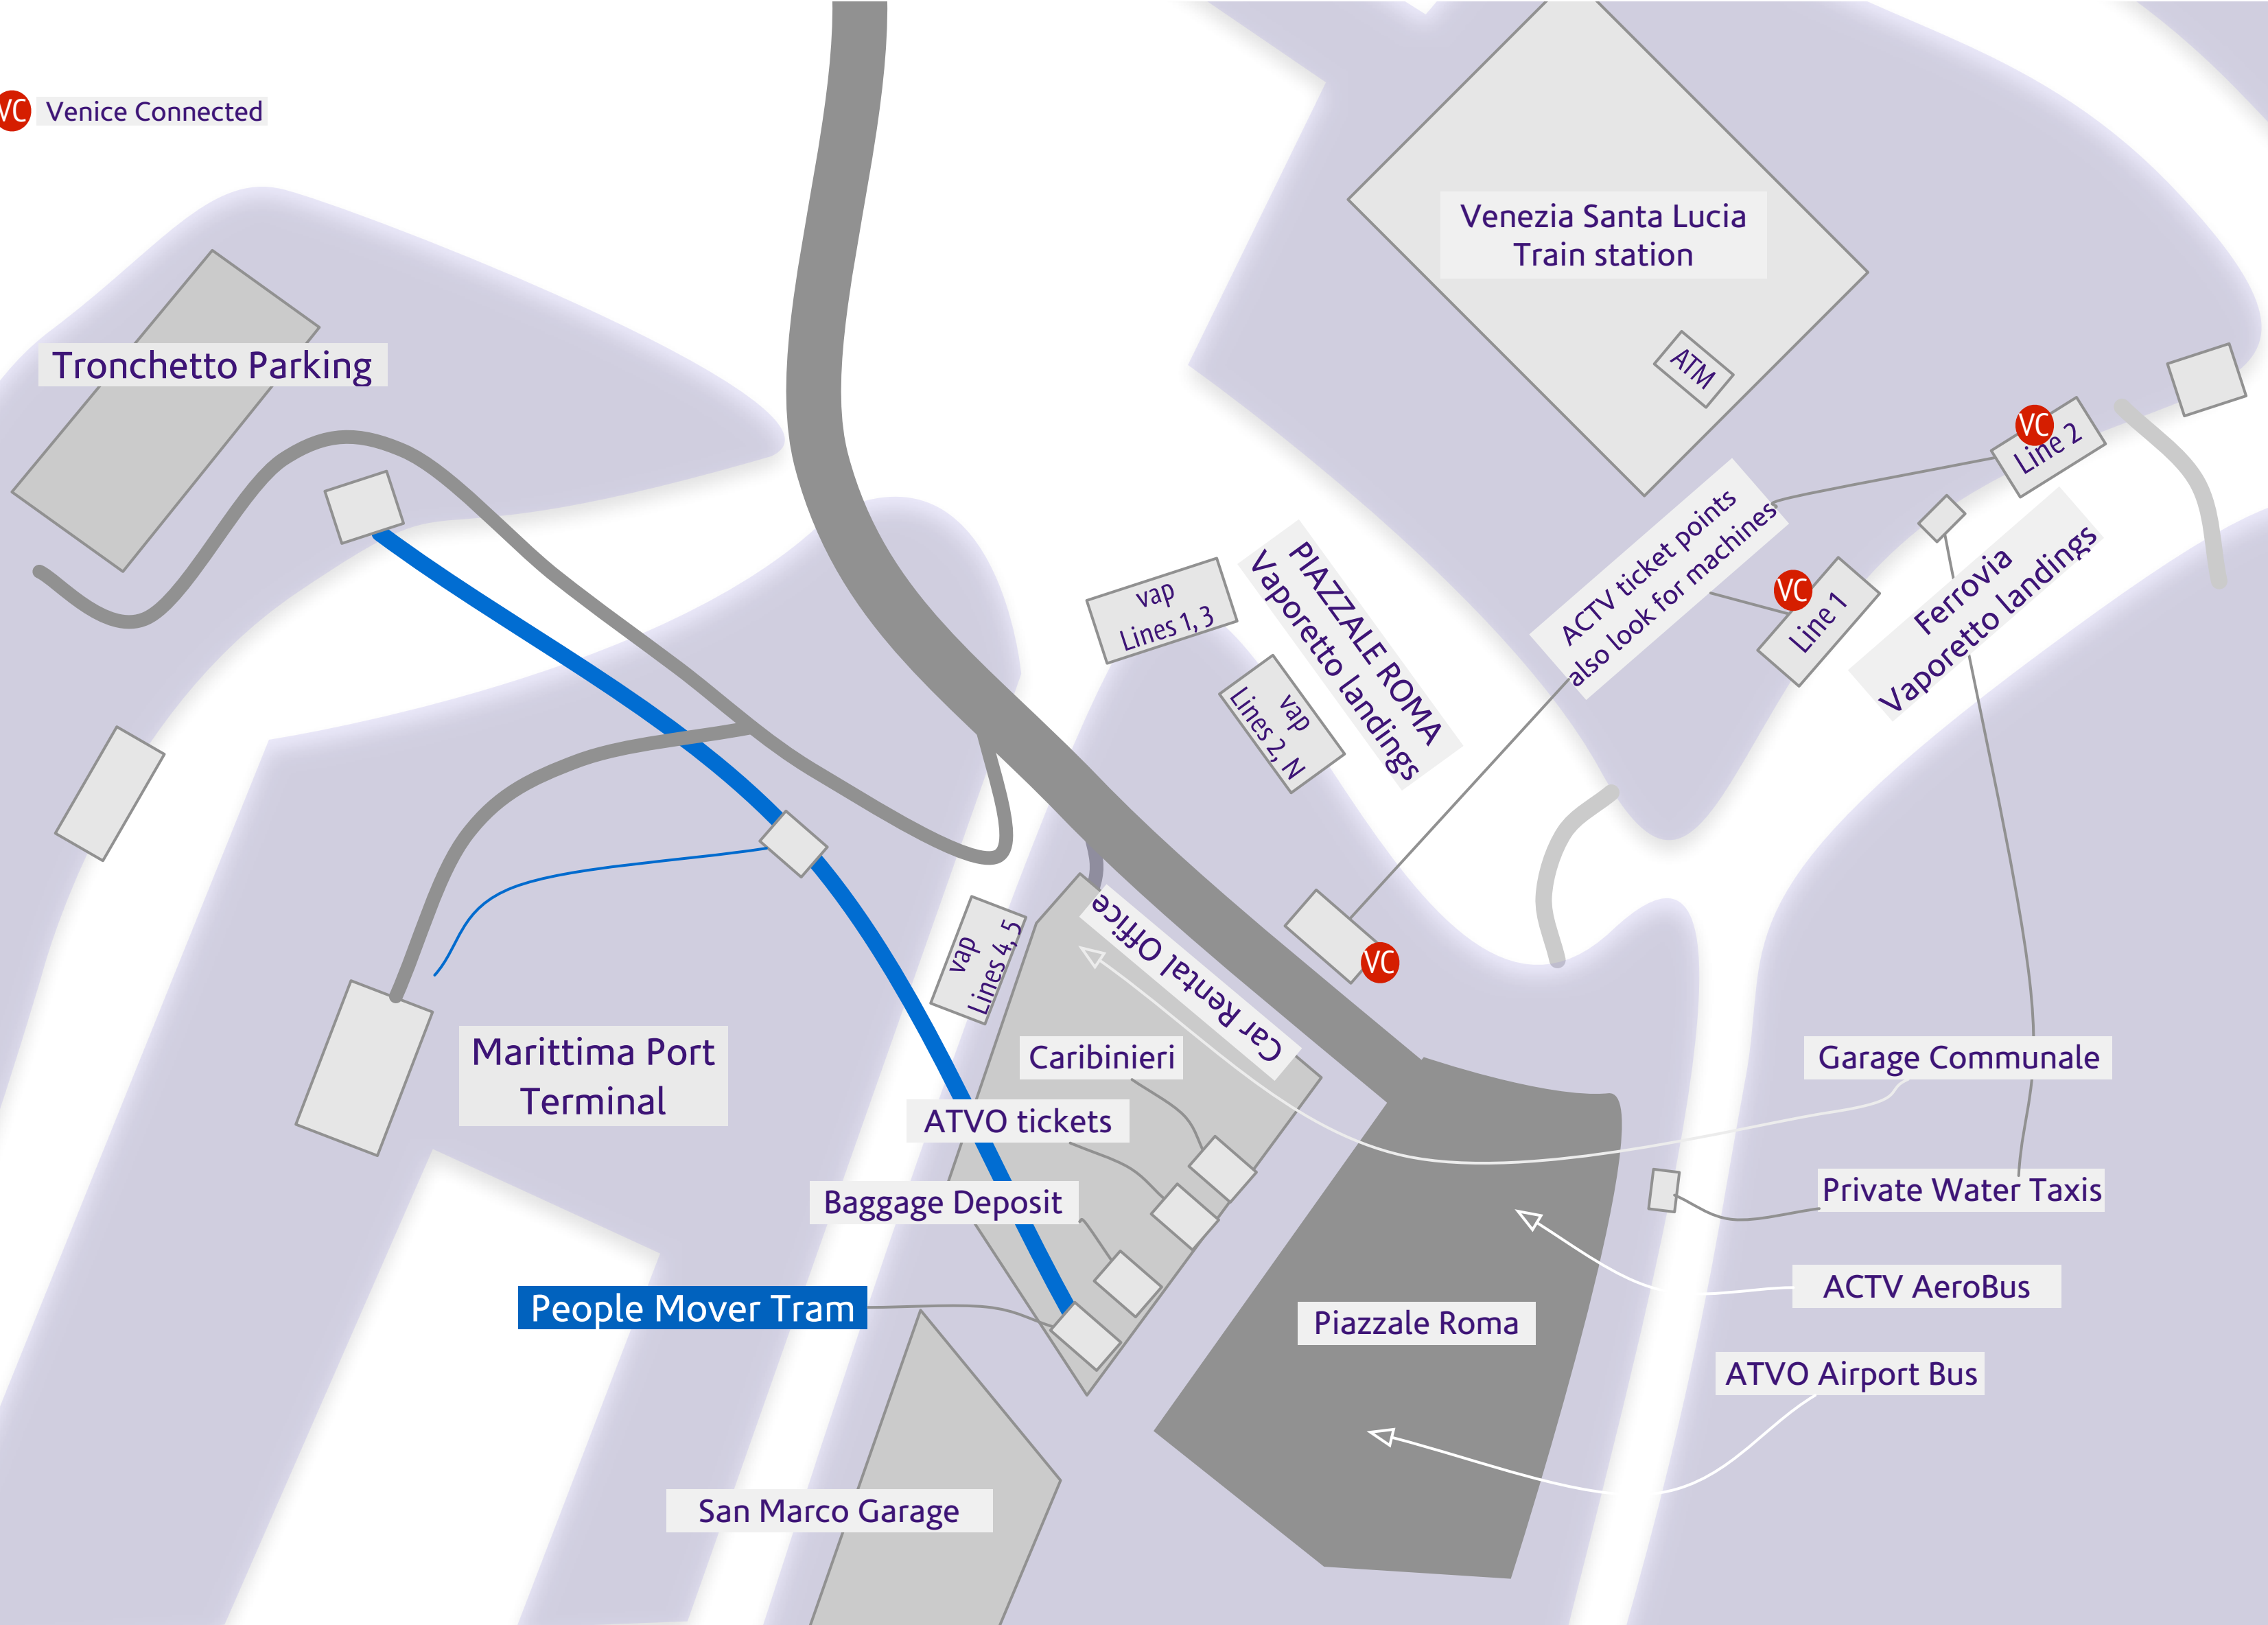 VC Venice Connected
Venezia Santa Lucia
Train station
ATM
Tronchetto Parking
VC
Line 2
ACTV ticket points
also look for machines
PIAZZALE ROMA
Vaporetto landings
vap
Lines 1, 3
VC
Line 1
Ferrovia
Vaporetto landings
vap
Lines 2, N
vap
Lines 4, 5
Car Rental Office
VC
Marittima Port
Terminal
Caribinieri
Garage Communale
ATVO tickets
Private Water Taxis
Baggage Deposit
ACTV AeroBus
People Mover Tram
Piazzale Roma
ATVO Airport Bus
San Marco Garage